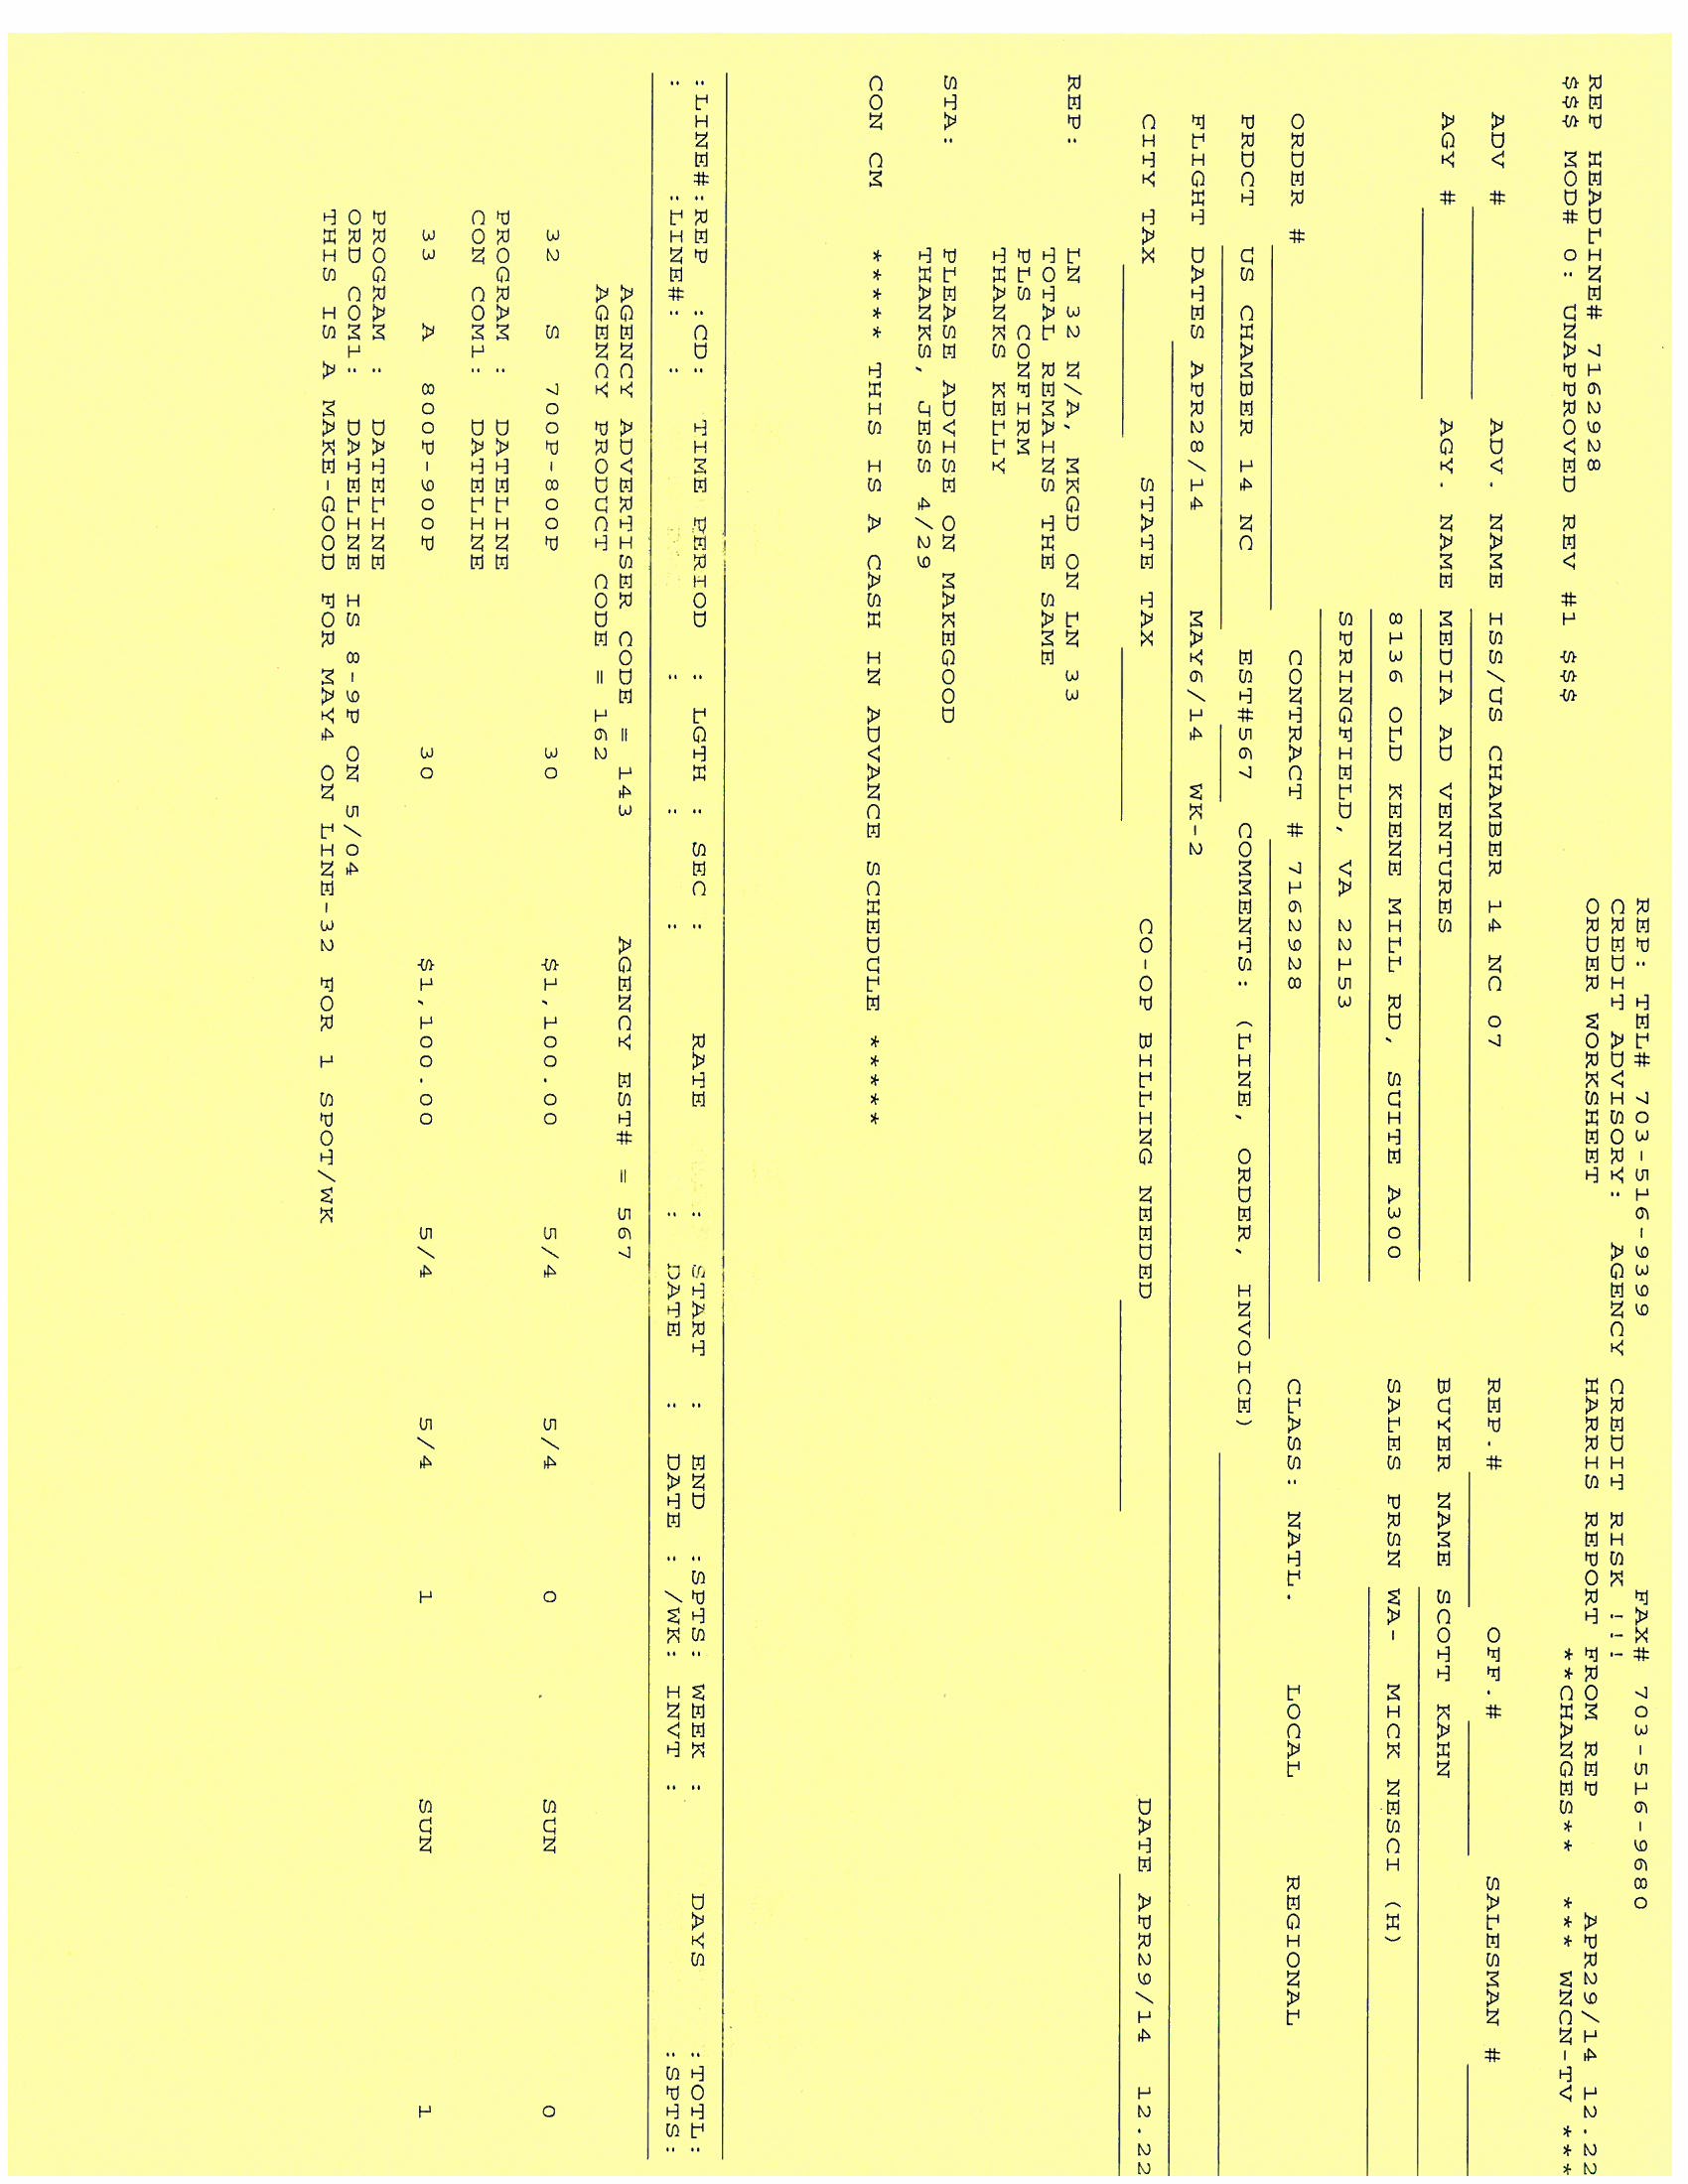 REP: TEL# 703-516-9399 FAX# 703-516-9680
CREDIT ADVISORY: AGENCY CREDIT RISK !!!
REP HEADLINE# 7162928 ORDER WORKSHEET HARRIS REPORT FROM REP APR29/14 12.22
$$$ MOD# 0: UNAPPROVED REV #1 $$$ **CHANGES** *** WNCN-TV ***
ADV # ADV. NAME ISS/US CHAMBER 14 NC 07 REP.# OFF.# SALESMAN #
AGY # AGY. NAME MEDIA AD VENTURES BUYER NAME SCOTT KAHN
8136 OLD KEENE MILL RD, SUITE A300 SALES PRSN WA- MICK NESCI (H)
SPRINGFIELD, VA 22153
ORDER # CONTRACT # 7162928 CLASS: NATL. LOCAL REGIONAL
PRDCT US CHAMBER 14 NC EST#567 COMMENTS: (LINE, ORDER, INVOICE)
FLIGHT DATES APR28/14 MAY6/14 WK-2
CITY TAX STATE TAX CO-OP BILLING NEEDED DATE APR29/14 12.22
REP: LN 32 N/A, MKGD ON LN 33
TOTAL REMAINS THE SAME
PLS CONFIRM
THANKS KELLY
STA: PLEASE ADVISE ON MAKEGOOD
THANKS, JESS 4/29
CON CM ***** THIS IS A CASH IN ADVANCE SCHEDULE *****
:LINE#:REP :CD: TIME PERIOD : LGTH : SEC : RATE : START : END :SPTS: WEEK : DAYS :TOTL:
: :LINE#: : : : : : DATE : DATE : /WK: INVT : :SPTS:
AGENCY ADVERTISER CODE = 143 AGENCY EST# = 567
AGENCY PRODUCT CODE = 162
32 S 700P-800P 30 $1,100.00 5/4 5/4 0 SUN 0
PROGRAM : DATELINE
CON COM1: DATELINE
33 A 800P-900P 30 $1,100.00 5/4 5/4 1 SUN 1
PROGRAM : DATELINE
ORD COM1: DATELINE IS 8-9P ON 5/04
THIS IS A MAKE-GOOD FOR MAY4 ON LINE-32 FOR 1 SPOT/WK